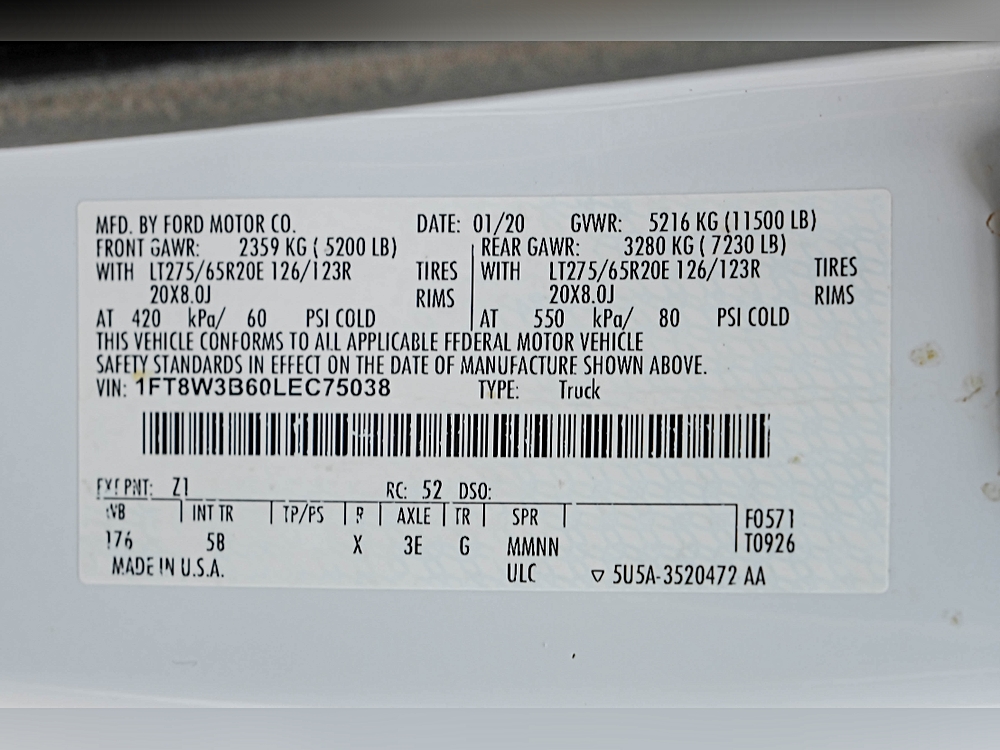 MFD. BY FORD MOTOR CO. DATE: 01/20 GVWR: 5216 KG (11500 LB)
FRONT GAWR: 2359 KG ( 5200 LB) REAR GAWR: 3280 KG ( 7230 LB)
WITH LT275/65R20E 126/123R TIRES WITH LT275/65R20E 126/123R TIRES
20X8.0J RIMS 20X8.0J RIMS
AT 420 kPa/ 60 PSI COLD AT 550 kPa/ 80 PSI COLD
THIS VEHICLE CONFORMS TO ALL APPLICABLE FEDERAL MOTOR VEHICLE
SAFETY STANDARDS IN EFFECT ON THE DATE OF MANUFACTURE SHOWN ABOVE.
VIN: 1FT8W3B60LEC75038 TYPE: Truck
EXT PNT: Z1 RC: 52 DSO:
WB INT TR TP/PS R AXLE TR SPR F0571
176 5B X 3E G MMNN T0926
MADE IN U.S.A. ULC ▽ 5U5A-3520472 AA